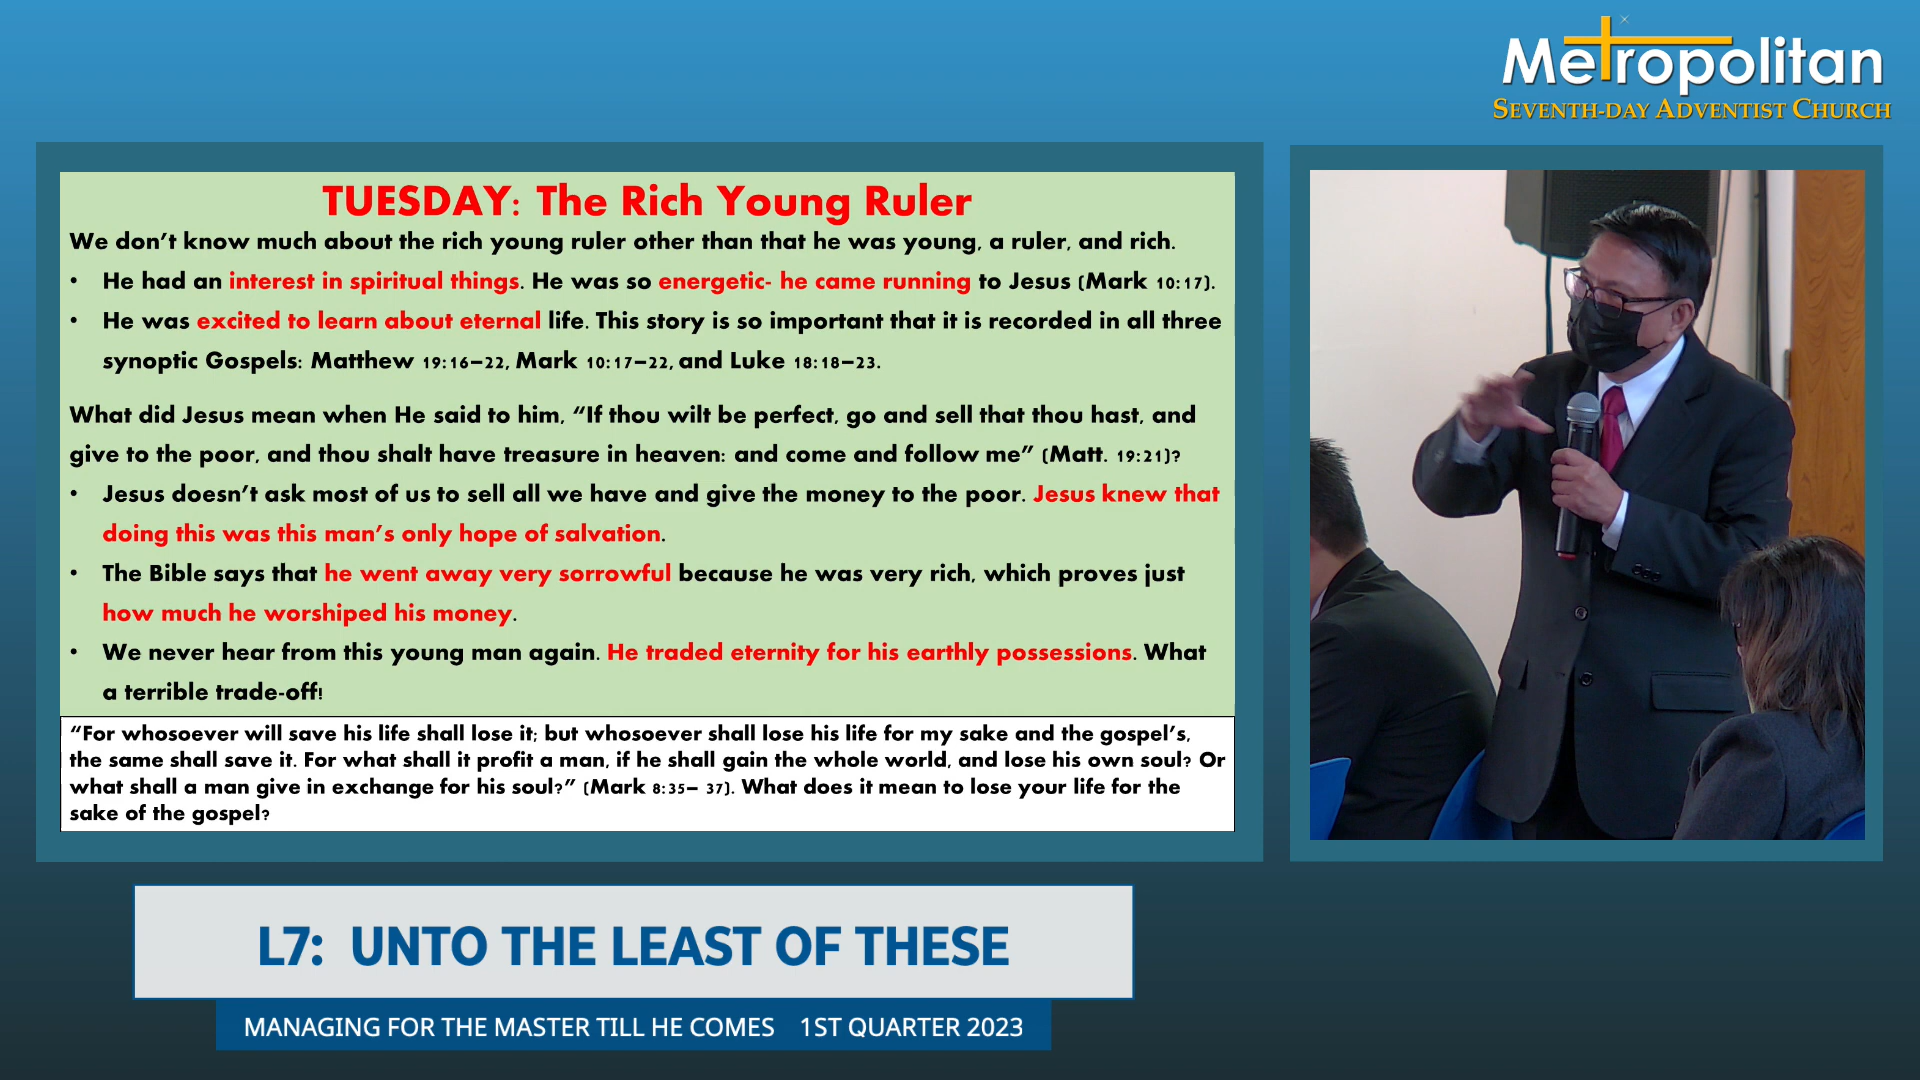 Metropolitan
SEVENTH-DAY ADVENTIST CHURCH
TUESDAY: The Rich Young Ruler
We don't know much about the rich young ruler other than that he was young, a ruler, and rich.
• He had an interest in spiritual things. He was so energetic- he came running to Jesus (Mark 10:17).
• He was excited to learn about eternal life. This story is so important that it is recorded in all three
synoptic Gospels: Matthew 19:16–22, Mark 10:17–22, and Luke 18:18–23.
What did Jesus mean when He said to him, “If thou wilt be perfect, go and sell that thou hast, and
give to the poor, and thou shalt have treasure in heaven: and come and follow me” (Matt. 19:21)?
• Jesus doesn't ask most of us to sell all we have and give the money to the poor. Jesus knew that
doing this was this man's only hope of salvation.
• The Bible says that he went away very sorrowful because he was very rich, which proves just
how much he worshiped his money.
• We never hear from this young man again. He traded eternity for his earthly possessions. What
a terrible trade-off!
“For whosoever will save his life shall lose it; but whosoever shall lose his life for my sake and the gospel's,
the same shall save it. For what shall it profit a man, if he shall gain the whole world, and lose his own soul? Or
what shall a man give in exchange for his soul?” (Mark 8:35– 37). What does it mean to lose your life for the
sake of the gospel?
L7: UNTO THE LEAST OF THESE
MANAGING FOR THE MASTER TILL HE COMES 1ST QUARTER 2023